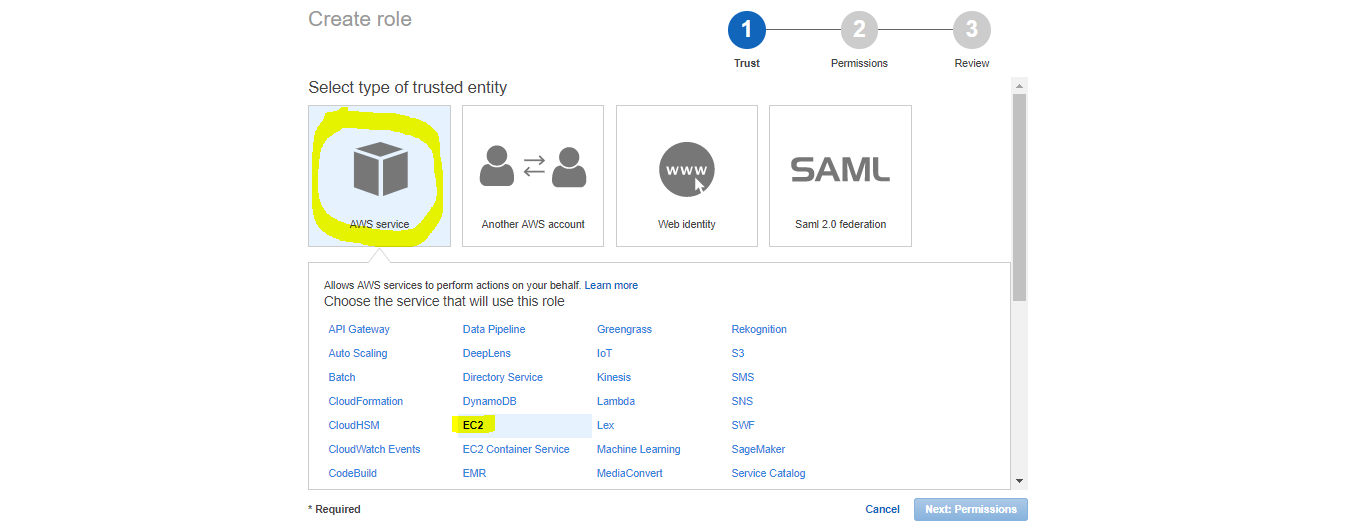 Create role
1 2 3
Trust Permissions Review
Select type of trusted entity
www SAML
AWS service Another AWS account Web identity Saml 2.0 federation
Allows AWS services to perform actions on your behalf. Learn more
Choose the service that will use this role
API Gateway Data Pipeline Greengrass Rekognition
Auto Scaling DeepLens IoT S3
Batch Directory Service Kinesis SMS
CloudFormation DynamoDB Lambda SNS
CloudHSM EC2 Lex SWF
CloudWatch Events EC2 Container Service Machine Learning SageMaker
CodeBuild EMR MediaConvert Service Catalog
* Required Cancel Next: Permissions